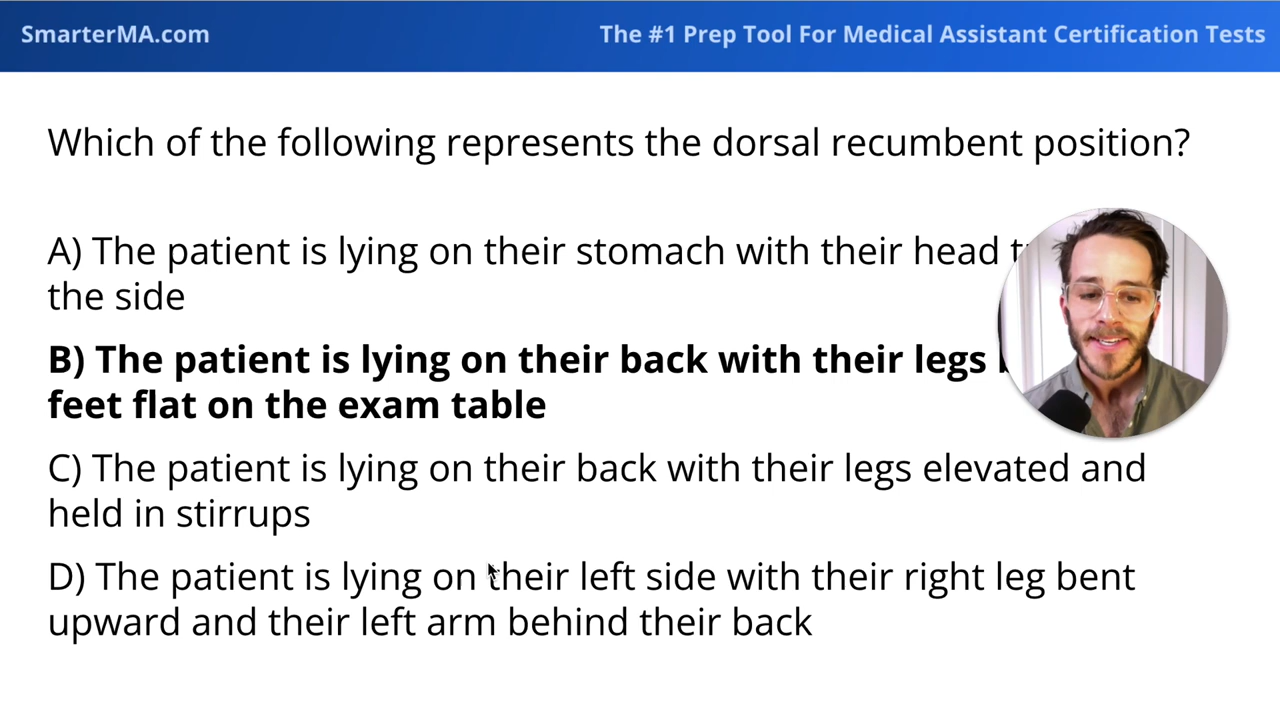 SmarterMA.com
The #1 Prep Tool For Medical Assistant Certification Tests
Which of the following represents the dorsal recumbent position?
A) The patient is lying on their stomach with their head
the side
B) The patient is lying on their back with their legs
feet flat on the exam table
C) The patient is lying on their back with their legs elevated and
held in stirrups
D) The patient is lying on their left side with their right leg bent
upward and their left arm behind their back